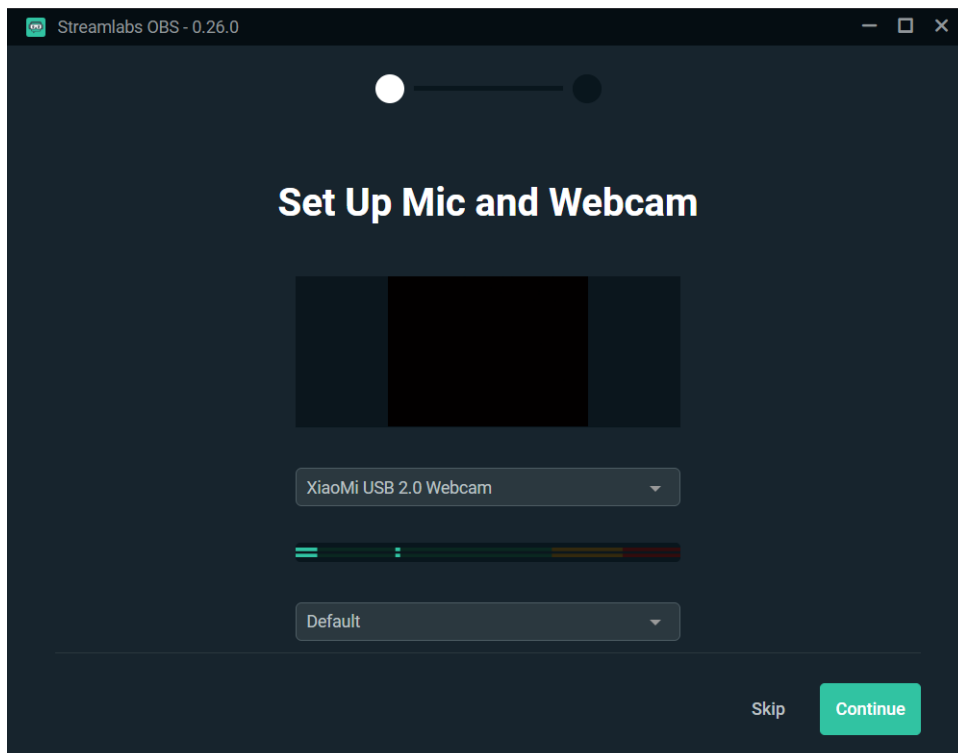 Streamlabs OBS - 0.26.0
Set Up Mic and Webcam
XiaoMi USB 2.0 Webcam
Default
Skip
Continue